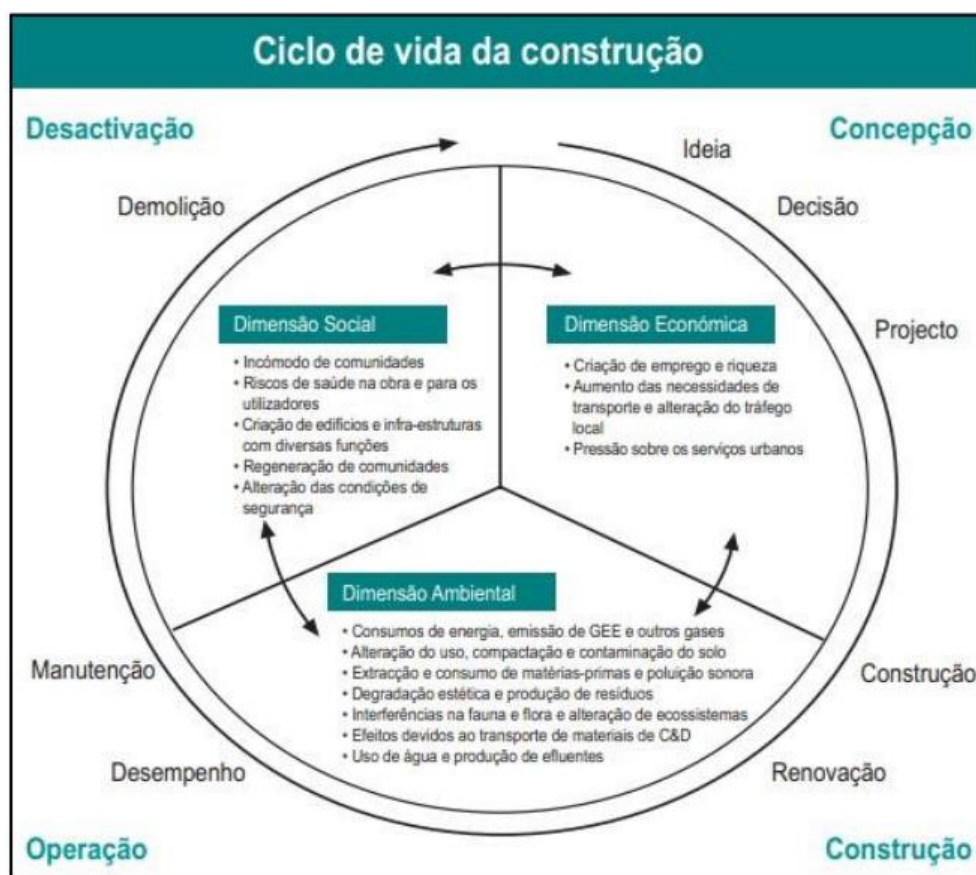 Ciclo de vida da construção
Desactivação
Concepção
Ideia
Demolição
Decisão
Projecto
Dimensão Social
• Incómodo de comunidades
• Riscos de saúde na obra e para os
utilizadores
• Criação de edifícios e infra-estruturas
com diversas funções
• Regeneração de comunidades
• Alteração das condições de
segurança
Dimensão Económica
• Criação de emprego e riqueza
• Aumento das necessidades de
transporte e alteração do tráfego
local
• Pressão sobre os serviços urbanos
Dimensão Ambiental
• Consumos de energia, emissão de GEE e outros gases
• Alteração do uso, compactação e contaminação do solo
• Extracção e consumo de matérias-primas e poluição sonora
• Degradação estética e produção de resíduos
• Interferências na fauna e flora e alteração de ecossistemas
• Efeitos devidos ao transporte de materiais de C&D
• Uso de água e produção de efluentes
Manutenção
Construção
Desempenho
Renovação
Operação
Construção